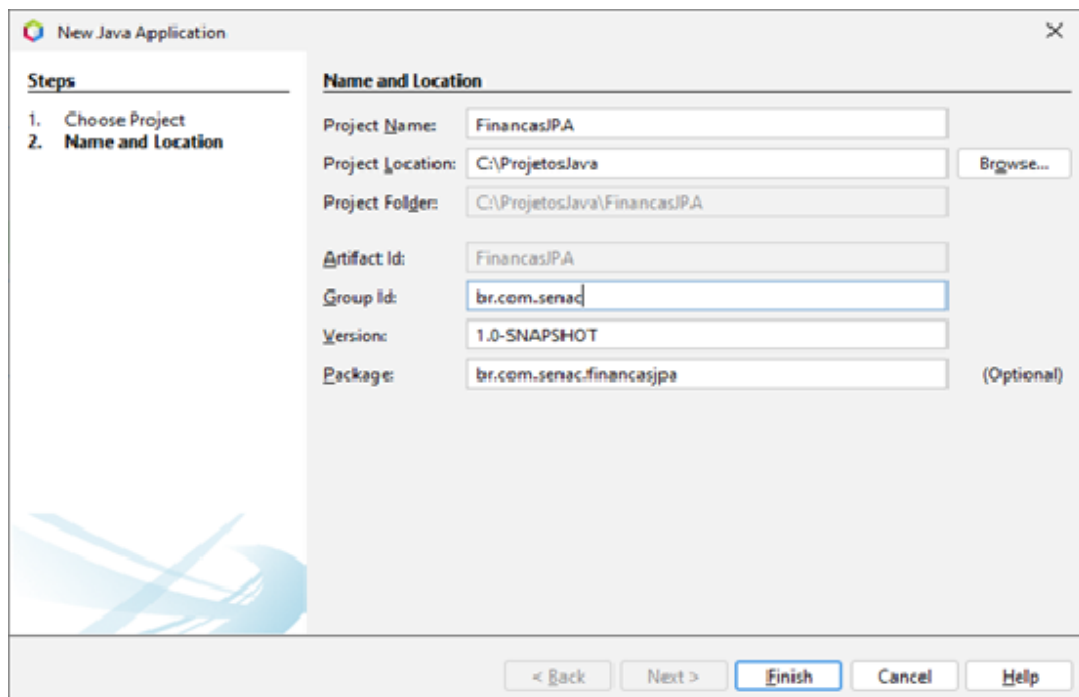 New Java Application
Steps
1. Choose Project
2. Name and Location
Name and Location
Project Name: FinancasJPA
Project Location: C:\ProjetosJava Browse...
Project Folder: C:\ProjetosJava\FinancasJPA
Artifact Id: FinancasJPA
Group Id: br.com.senac
Version: 1.0-SNAPSHOT
Package: br.com.senac.financasjpa (Optional)
< Back Next > Finish Cancel Help